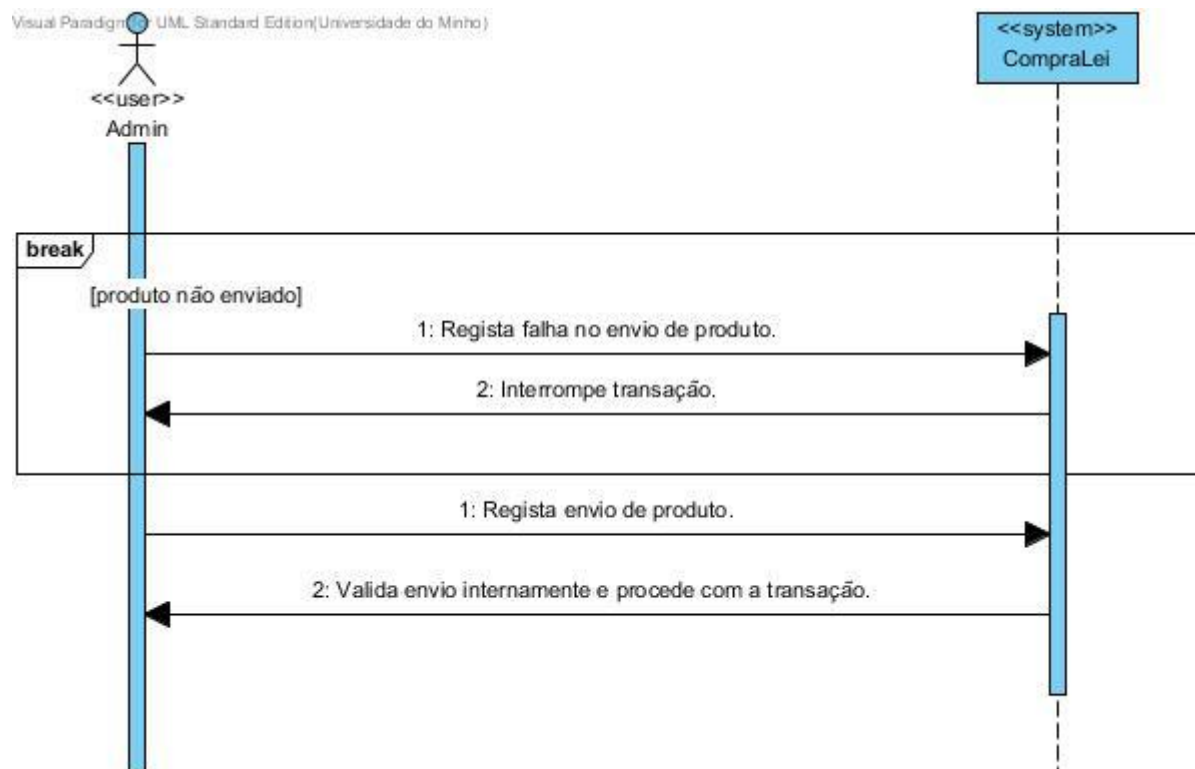 Visual Paradigm for UML Standard Edition(Universidade do Minho)
<<system>>
CompraLei
<<user>>
Admin
break
[produto não enviado]
1: Regista falha no envio de produto.
2: Interrompe transação.
1: Regista envio de produto.
2: Valida envio internamente e procede com a transação.